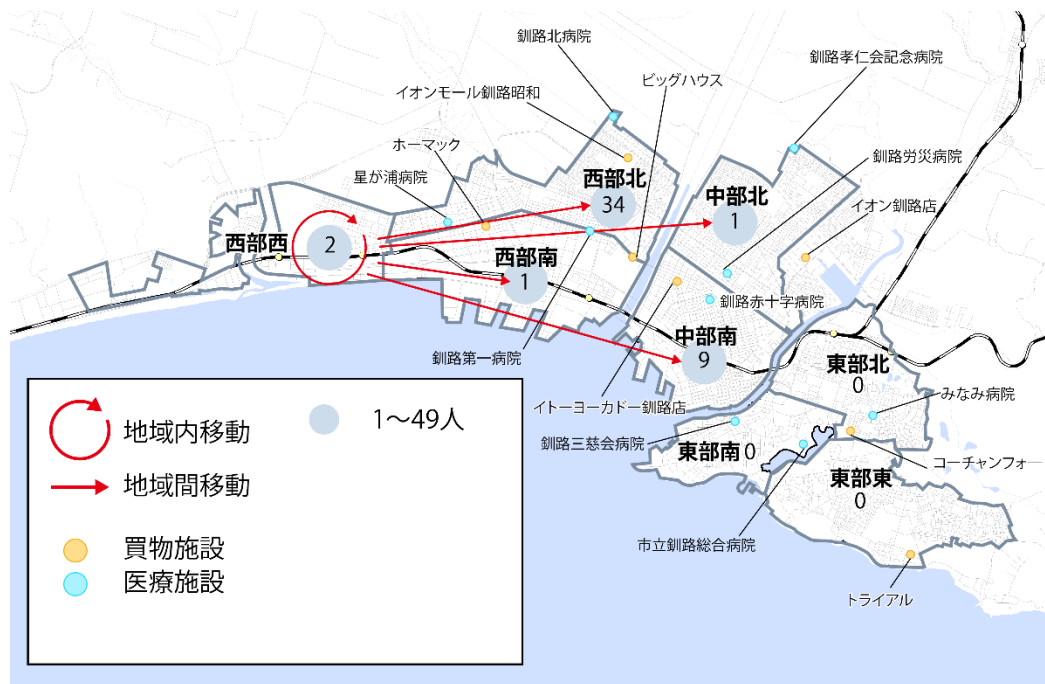 釧路北病院
釧路孝仁会記念病院
ビッグハウス
イオンモール釧路昭和
ホーマック
釧路労災病院
星が浦病院
西部北
34
中部北
1
イオン釧路店
西部西
2
西部南
1
釧路赤十字病院
中部南
9
釧路第一病院
東部北
0
イトーヨーカドー釧路店
みなみ病院
釧路三慈会病院
東部南0
コーチャンフォー
東部東
0
市立釧路総合病院
トライアル
地域内移動
1~49人
地域間移動
買物施設
医療施設